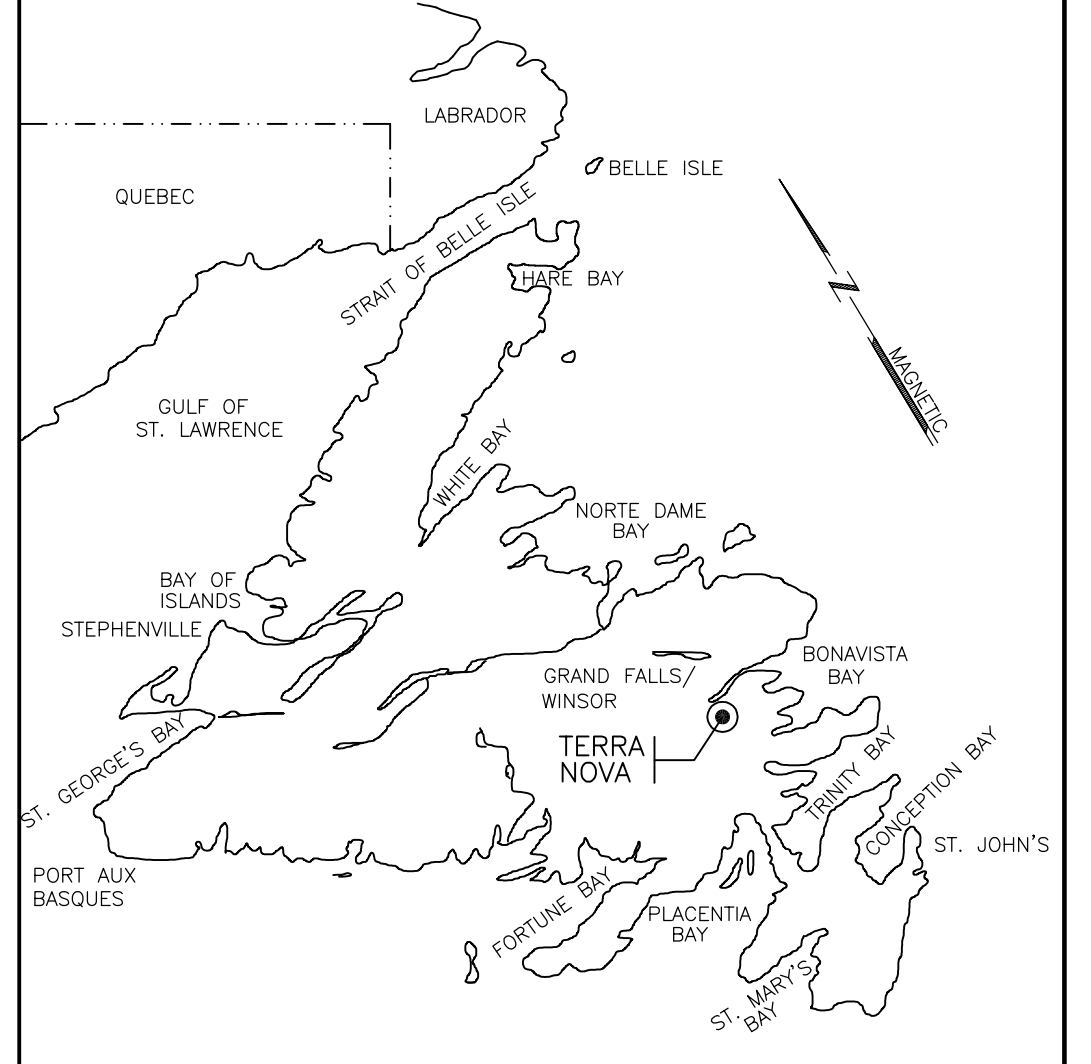 LABRADOR
BELLE ISLE
QUEBEC
STRAIT OF BELLE ISLE
HARE BAY
N
MAGNETIC
GULF OF
ST. LAWRENCE
WHITE BAY
NORTE DAME
BAY
BAY OF
ISLANDS
STEPHENVILLE
GRAND FALLS/
WINSOR
BONAVISTA
BAY
TERRA
NOVA
ST. GEORGE'S BAY
TRINITY BAY
CONCEPTION BAY
ST. JOHN'S
PORT AUX
BASQUES
FORTUNE BAY
PLACENTIA
BAY
ST. MARY'S
BAY